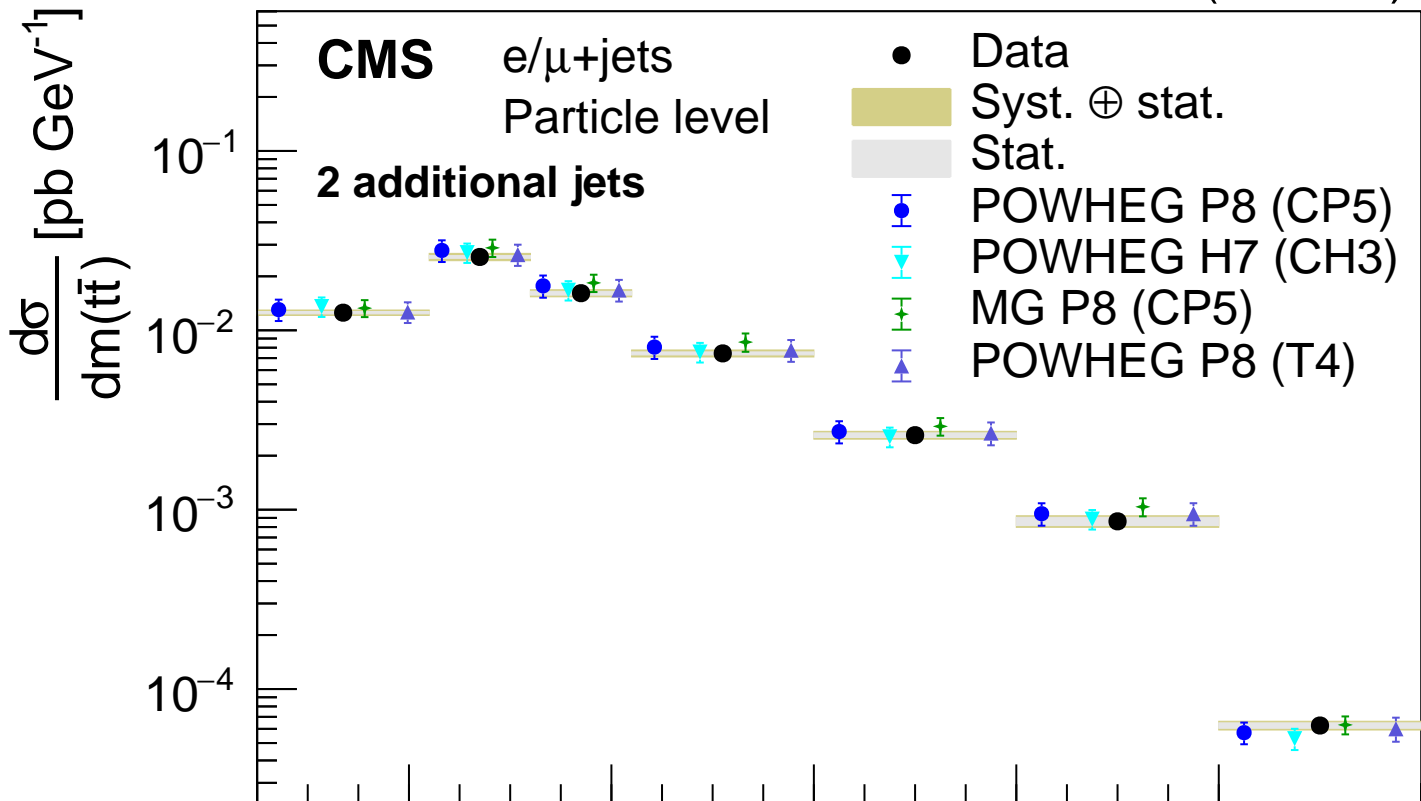 CMS e/μ+jets
Particle level
2 additional jets
Data
Syst. ⊕ stat.
Stat.
POWHEG P8 (CP5)
POWHEG H7 (CH3)
MG P8 (CP5)
POWHEG P8 (T4)
dσ
dm(tt̄) [pb GeV⁻¹]
10⁻¹
10⁻²
10⁻³
10⁻⁴